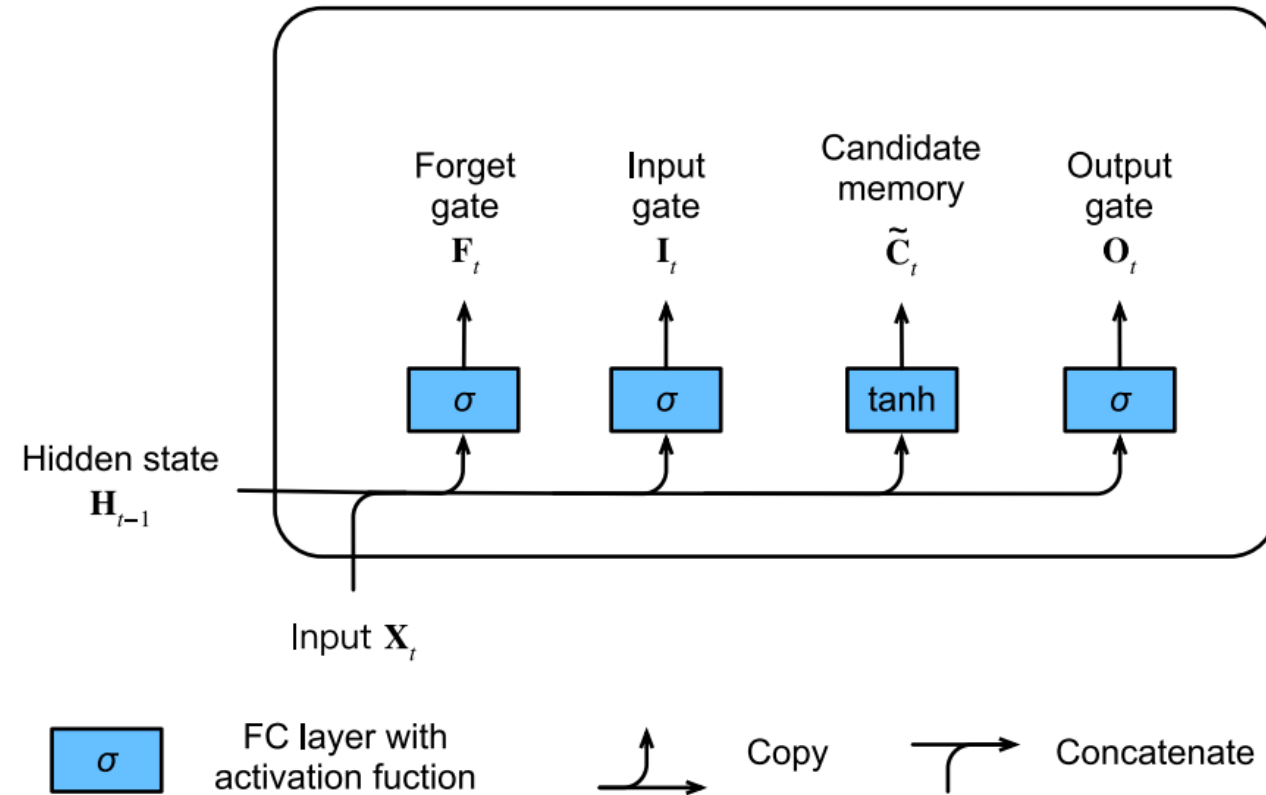 Forget
gate
F_t
Input
gate
I_t
Candidate
memory
C̃_t
Output
gate
O_t
σ
σ
tanh
σ
Hidden state
H_{t−1}
Input X_t
σ
FC layer with
activation fuction
Copy
Concatenate